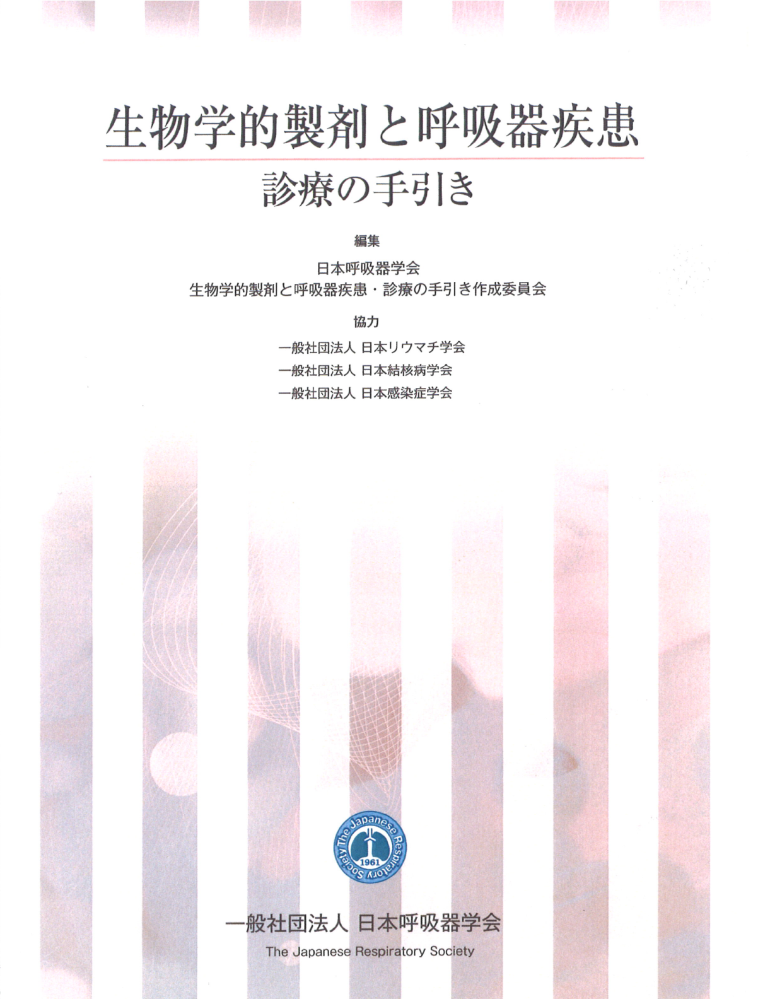 生物学的製剤と呼吸器疾患
診療の手引き
編集
日本呼吸器学会
生物学的製剤と呼吸器疾患・診療の手引き作成委員会
協力
一般社団法人 日本リウマチ学会
一般社団法人 日本結核病学会
一般社団法人 日本感染症学会
The Japanese Respiratory Society
1961
一般社団法人 日本呼吸器学会
The Japanese Respiratory Society